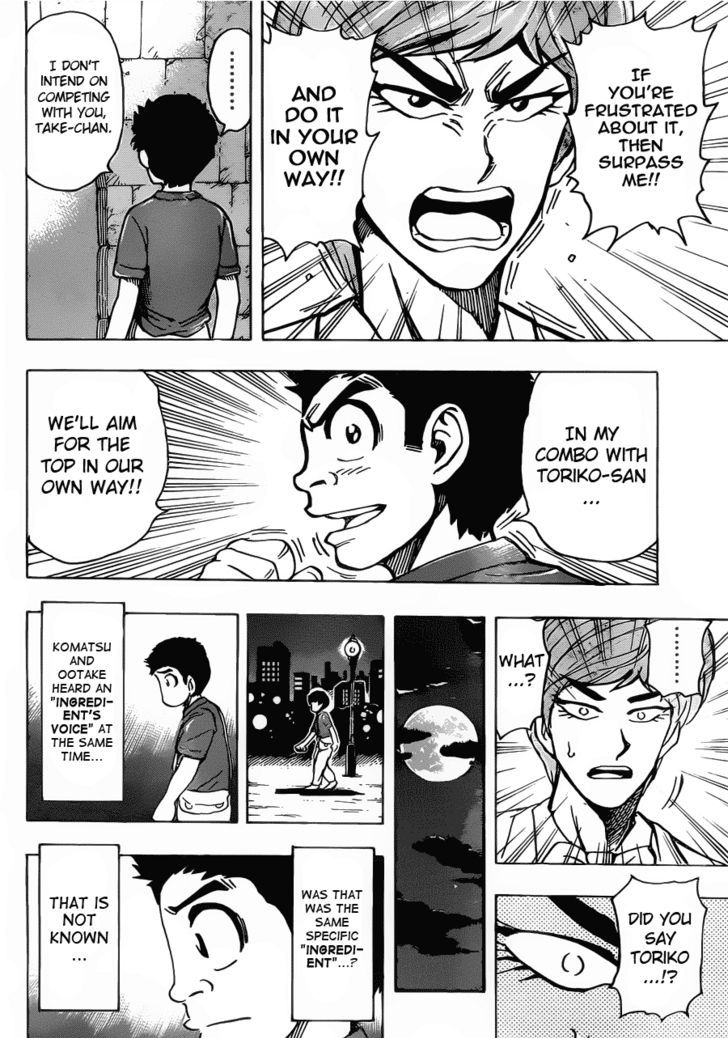 IF
YOU'RE
FRUSTRATED
ABOUT IT,
THEN
SURPASS
ME!!
AND
DO IT
IN YOUR
OWN
WAY!!
........
I DON'T
INTEND ON
COMPETING
WITH YOU,
TAKE-CHAN.
IN MY
COMBO WITH
TORIKO-SAN
...
WE'LL AIM
FOR THE
TOP IN OUR
OWN WAY!!
........
WHAT
...?
DID YOU
SAY
TORIKO
...!?
KOMATSU
AND
OOTAKE
HEARD AN
"INGREDI-
ENT'S
VOICE" AT
THE SAME
TIME...
WAS THAT
WAS THE
SAME
SPECIFIC
"INGREDI-
ENT"...?
THAT IS
NOT
KNOWN
...